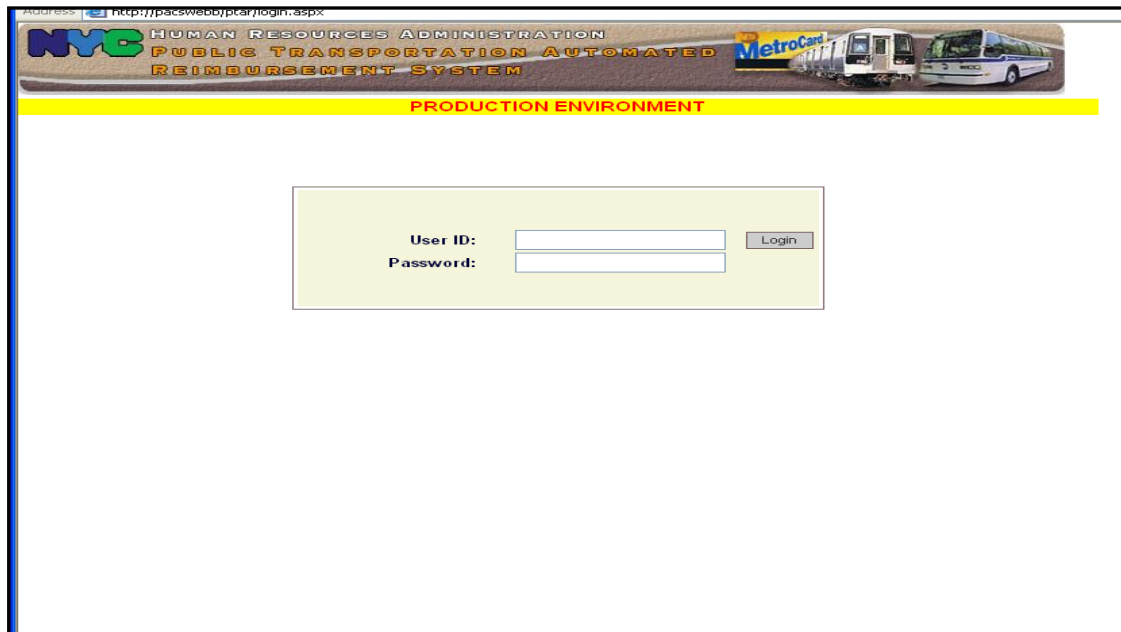 Address http://pacswebb/ptar/login.aspx
NYC HUMAN RESOURCES ADMINISTRATION
PUBLIC TRANSPORTATION AUTOMATED
REIMBURSEMENT SYSTEM
MetroCard
PRODUCTION ENVIRONMENT
User ID:
Login
Password: